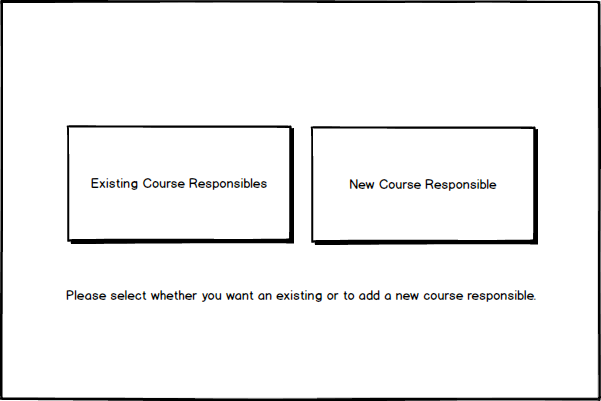 Existing Course Responsibles
New Course Responsible
Please select whether you want an existing or to add a new course responsible.